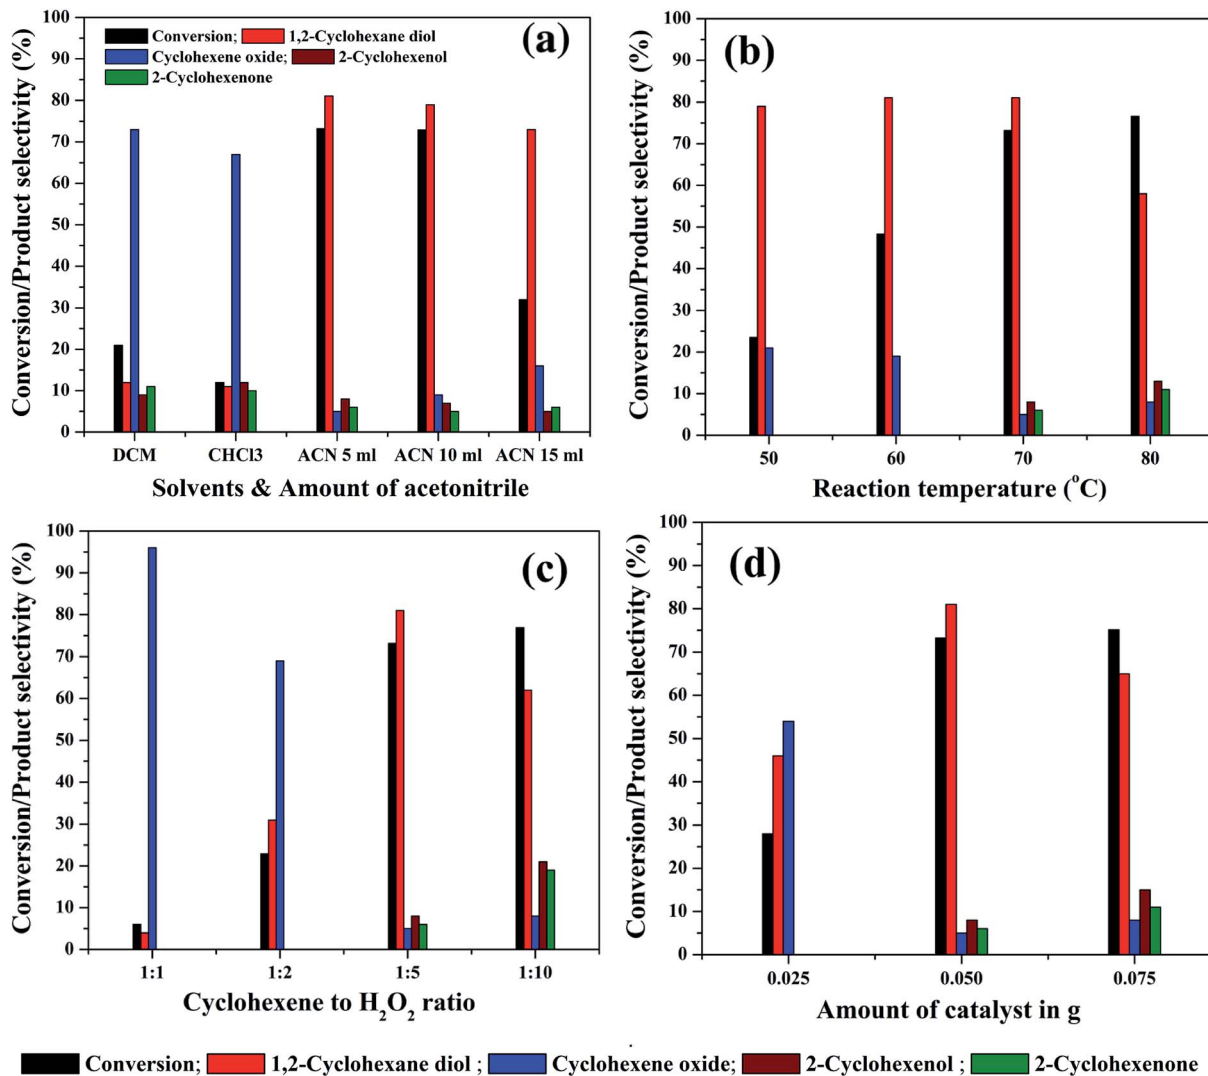 Conversion/Product selectivity (%)
100
90
80
70
60
50
40
30
20
10
0
Conversion; 1,2-Cyclohexane diol
Cyclohexene oxide; 2-Cyclohexenol
2-Cyclohexenone
(a)
DCM CHCl3 ACN 5 ml ACN 10 ml ACN 15 ml
Solvents & Amount of acetonitrile
Conversion/Product selectivity (%)
100
90
80
70
60
50
40
30
20
10
0
(b)
50 60 70 80
Reaction temperature (°C)
Conversion/Product selectivity (%)
100
90
80
70
60
50
40
30
20
10
0
(c)
1:1 1:2 1:5 1:10
Cyclohexene to H₂O₂ ratio
Conversion/Product selectivity (%)
100
90
80
70
60
50
40
30
20
10
0
(d)
0.025 0.050 0.075
Amount of catalyst in g
Conversion; 1,2-Cyclohexane diol ; Cyclohexene oxide; 2-Cyclohexenol ; 2-Cyclohexenone